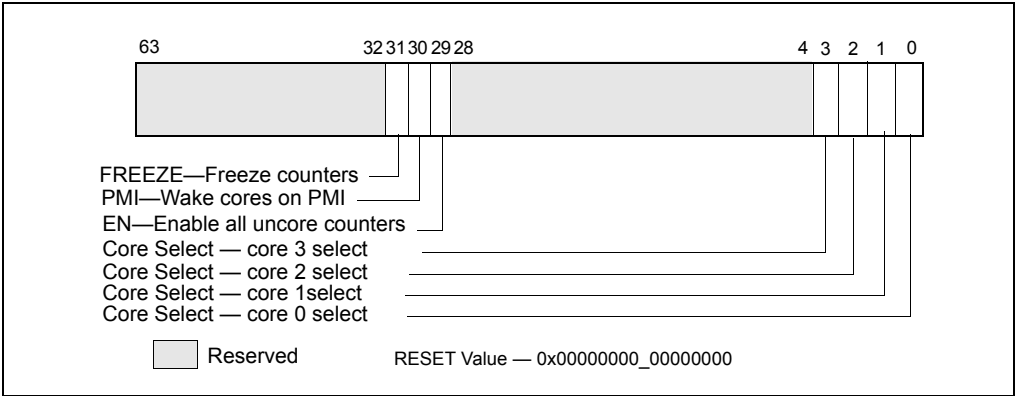 63 32 31 30 29 28 4 3 2 1 0
FREEZE—Freeze counters
PMI—Wake cores on PMI
EN—Enable all uncore counters
Core Select — core 3 select
Core Select — core 2 select
Core Select — core 1select
Core Select — core 0 select
Reserved RESET Value — 0x00000000_00000000